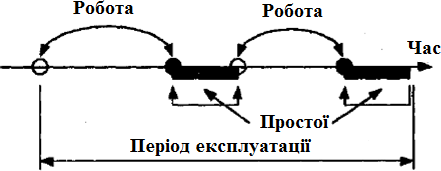 Робота
Робота
Час
Простої
Період експлуатації